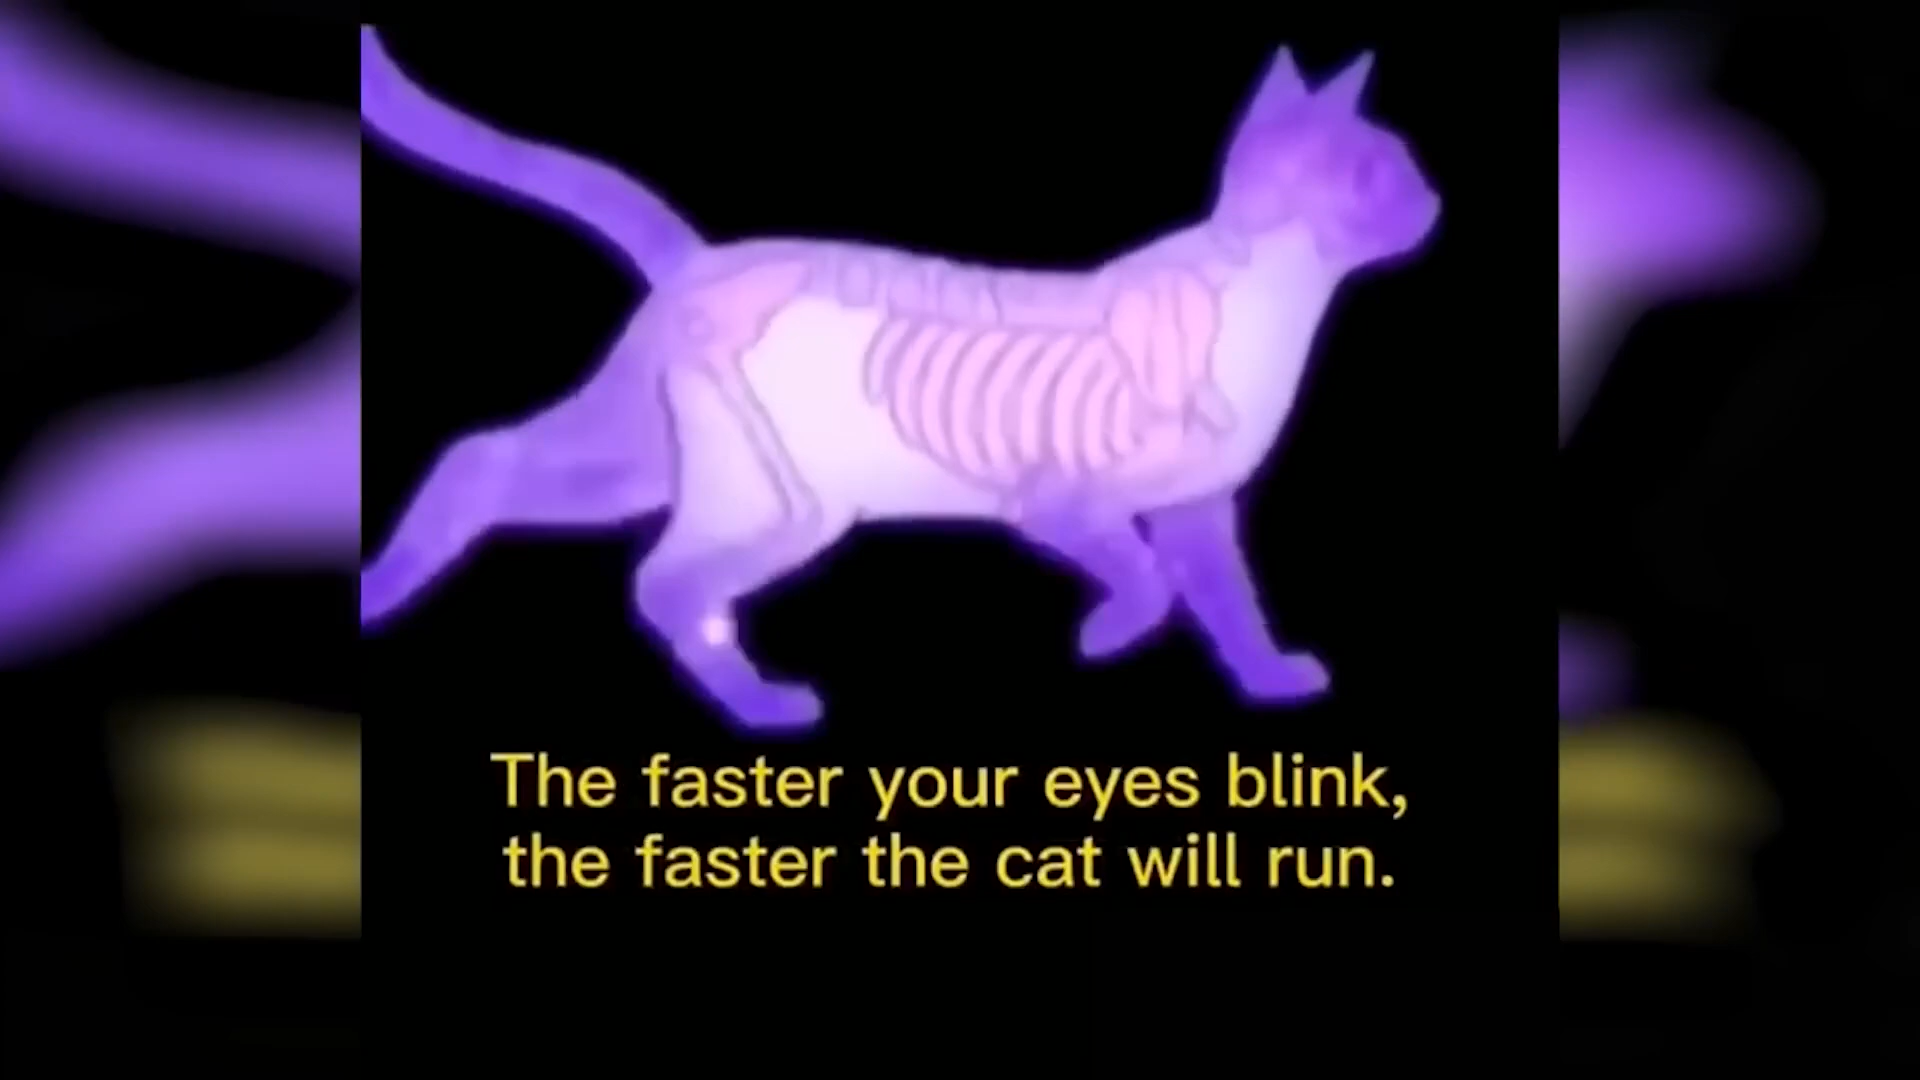 The faster your eyes blink,
the faster the cat will run.